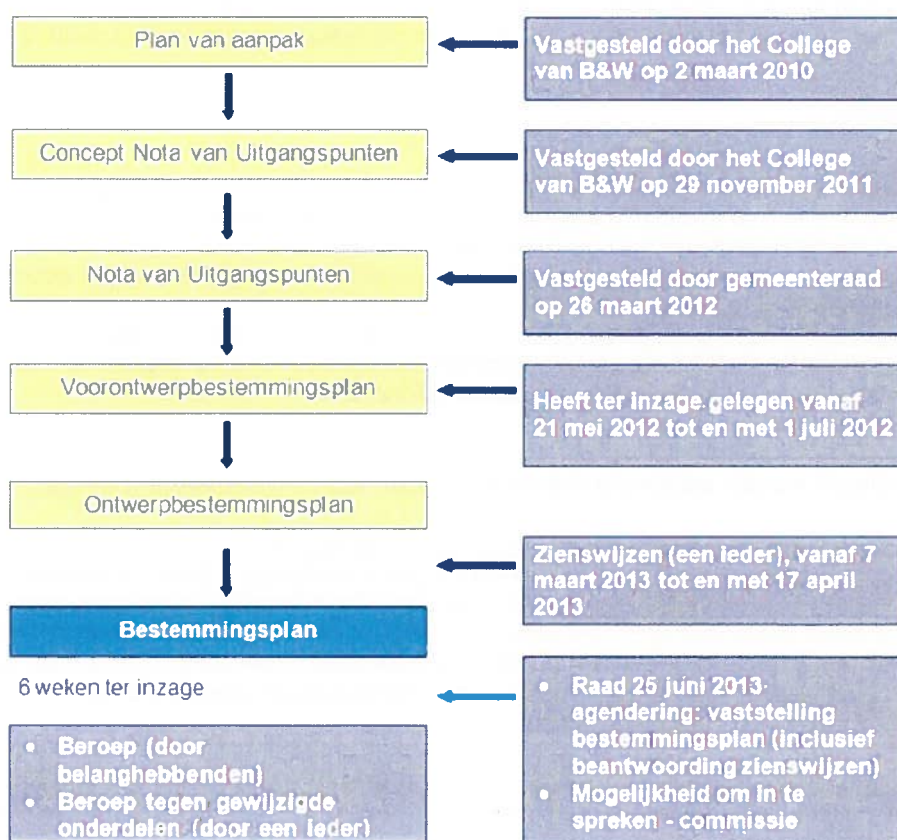 Plan van aanpak
Vastgesteld door het College
van B&W op 2 maart 2010
Concept Nota van Uitgangspunten
Vastgesteld door het College
van B&W op 29 november 2011
Nota van Uitgangspunten
Vastgesteld door gemeenteraad
op 26 maart 2012
Voorontwerpbestemmingsplan
Heeft ter inzage gelegen vanaf
21 mei 2012 tot en met 1 juli 2012
Ontwerpbestemmingsplan
Zienswijzen (een ieder), vanaf 7
maart 2013 tot en met 17 april
2013
Bestemmingsplan
6 weken ter inzage
• Raad 25 juni 2013-
agendering: vaststelling
bestemmingsplan (inclusief
beantwoording zienswijzen)
• Mogelijkheid om in te
spreken - commissie
• Beroep (door
belanghebbenden)
• Beroep tegen gewijzigde
onderdelen (door een ieder)